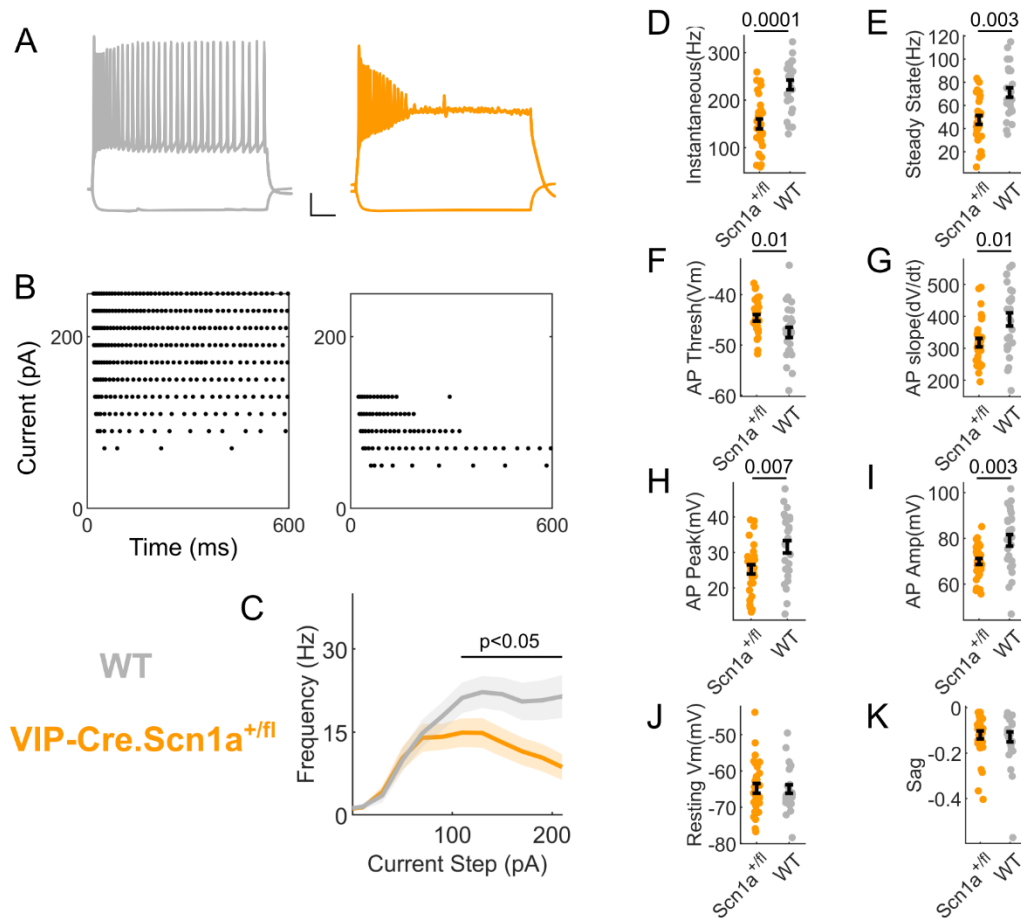 A
B
Current (pA)
200
0
0
600
0
600
Time (ms)
WT
VIP-Cre.Scn1a+/fl
C
Frequency (Hz)
30
15
0
p<0.05
100
200
Current Step (pA)
D
0.0001
Instantaneous(Hz)
300
200
100
Scn1a+/fl
WT
E
0.003
Steady State(Hz)
120
100
80
60
40
20
Scn1a+/fl
WT
F
0.01
AP Thresh(Vm)
-40
-50
-60
Scn1a+/fl
WT
G
0.01
AP slope(dV/dt)
500
400
300
200
Scn1a+/fl
WT
H
0.007
AP Peak(mV)
50
40
30
20
Scn1a+/fl
WT
I
0.003
AP Amp(mV)
100
80
60
Scn1a+/fl
WT
J
Resting Vm(mV)
-50
-60
-70
-80
Scn1a+/fl
WT
K
Sag
0
-0.2
-0.4
Scn1a+/fl
WT